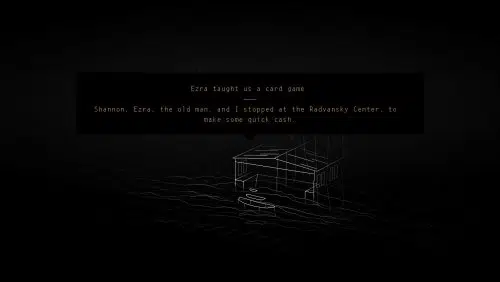 Ezra taught us a card game
Shannon, Ezra, the old man, and I stopped at the Radvansky Center, to
make some quick cash.